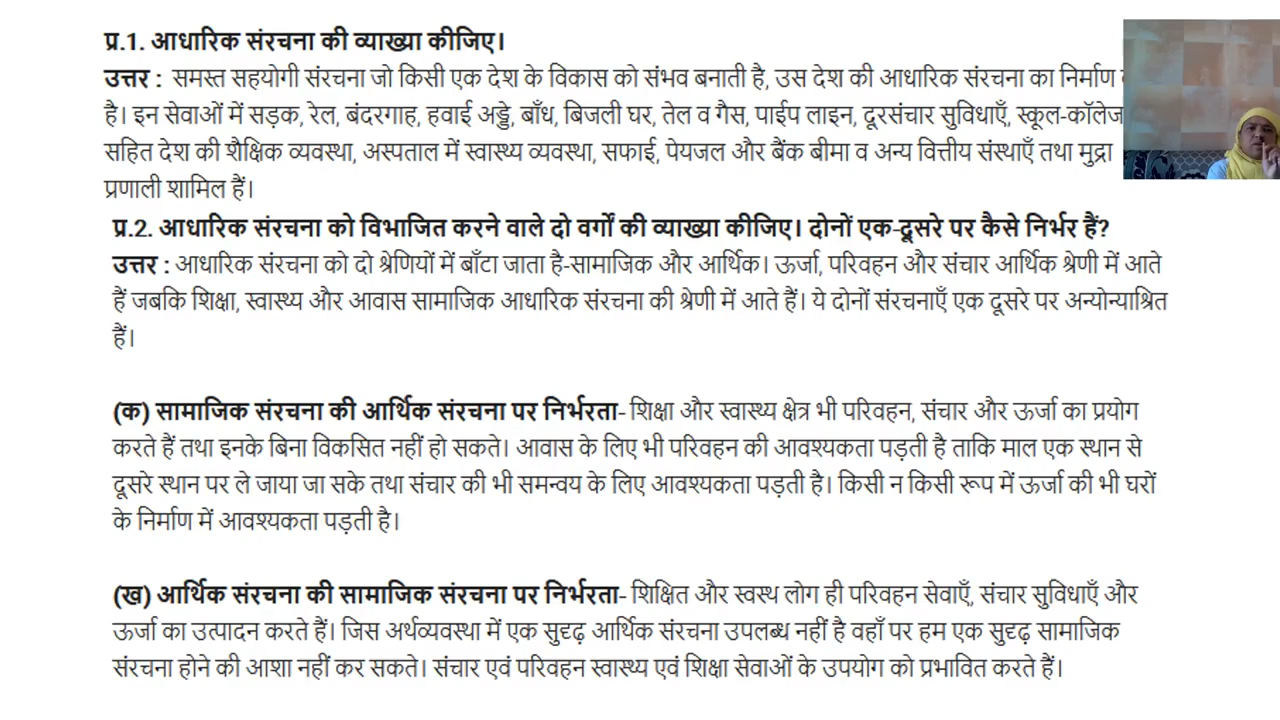 प्र.1. आधारिक संरचना की व्याख्या कीजिए।
उत्तर : समस्त सहयोगी संरचना जो किसी एक देश के विकास को संभव बनाती है, उस देश की आधारिक संरचना का निर्माण
है। इन सेवाओं में सड़क, रेल, बंदरगाह, हवाई अड्डे, बाँध, बिजली घर, तेल व गैस, पाईप लाइन, दूरसंचार सुविधाएँ, स्कूल-कॉलेज
सहित देश की शैक्षिक व्यवस्था, अस्पताल में स्वास्थ्य व्यवस्था, सफाई, पेयजल और बैंक बीमा व अन्य वित्तीय संस्थाएँ तथा मुद्रा
प्रणाली शामिल हैं।
प्र.2. आधारिक संरचना को विभाजित करने वाले दो वर्गों की व्याख्या कीजिए। दोनों एक-दूसरे पर कैसे निर्भर हैं?
उत्तर : आधारिक संरचना को दो श्रेणियों में बाँटा जाता है-सामाजिक और आर्थिक। ऊर्जा, परिवहन और संचार आर्थिक श्रेणी में आते
हैं जबकि शिक्षा, स्वास्थ्य और आवास सामाजिक आधारिक संरचना की श्रेणी में आते हैं। ये दोनों संरचनाएँ एक दूसरे पर अन्योन्याश्रित
हैं।
(क) सामाजिक संरचना की आर्थिक संरचना पर निर्भरता- शिक्षा और स्वास्थ्य क्षेत्र भी परिवहन, संचार और ऊर्जा का प्रयोग
करते हैं तथा इनके बिना विकसित नहीं हो सकते। आवास के लिए भी परिवहन की आवश्यकता पड़ती है ताकि माल एक स्थान से
दूसरे स्थान पर ले जाया जा सके तथा संचार की भी समन्वय के लिए आवश्यकता पड़ती है। किसी न किसी रूप में ऊर्जा की भी घरों
के निर्माण में आवश्यकता पड़ती है।
(ख) आर्थिक संरचना की सामाजिक संरचना पर निर्भरता- शिक्षित और स्वस्थ लोग ही परिवहन सेवाएँ, संचार सुविधाएँ और
ऊर्जा का उत्पादन करते हैं। जिस अर्थव्यवस्था में एक सुदृढ़ आर्थिक संरचना उपलब्ध नहीं है वहाँ पर हम एक सुदृढ़ सामाजिक
संरचना होने की आशा नहीं कर सकते। संचार एवं परिवहन स्वास्थ्य एवं शिक्षा सेवाओं के उपयोग को प्रभावित करते हैं।